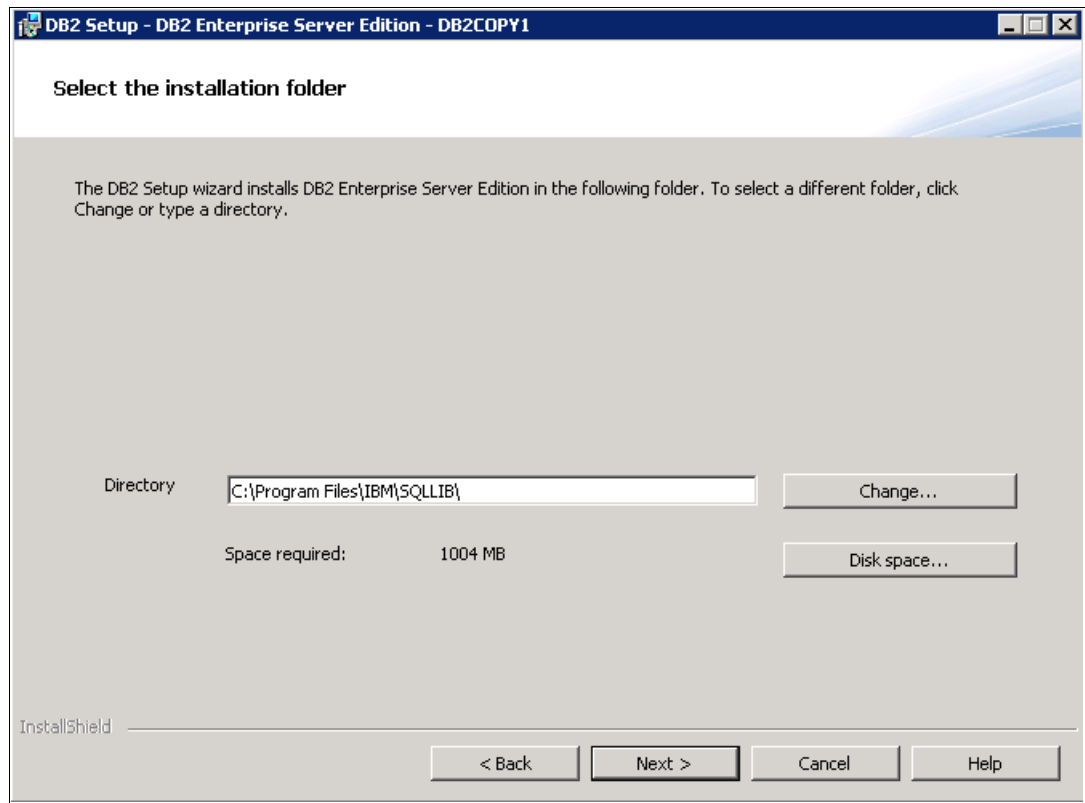 DB2 Setup - DB2 Enterprise Server Edition - DB2COPY1
Select the installation folder
The DB2 Setup wizard installs DB2 Enterprise Server Edition in the following folder. To select a different folder, click
Change or type a directory.
Directory
C:\Program Files\IBM\SQLLIB\
Change...
Space required: 1004 MB
Disk space...
InstallShield
< Back Next > Cancel Help